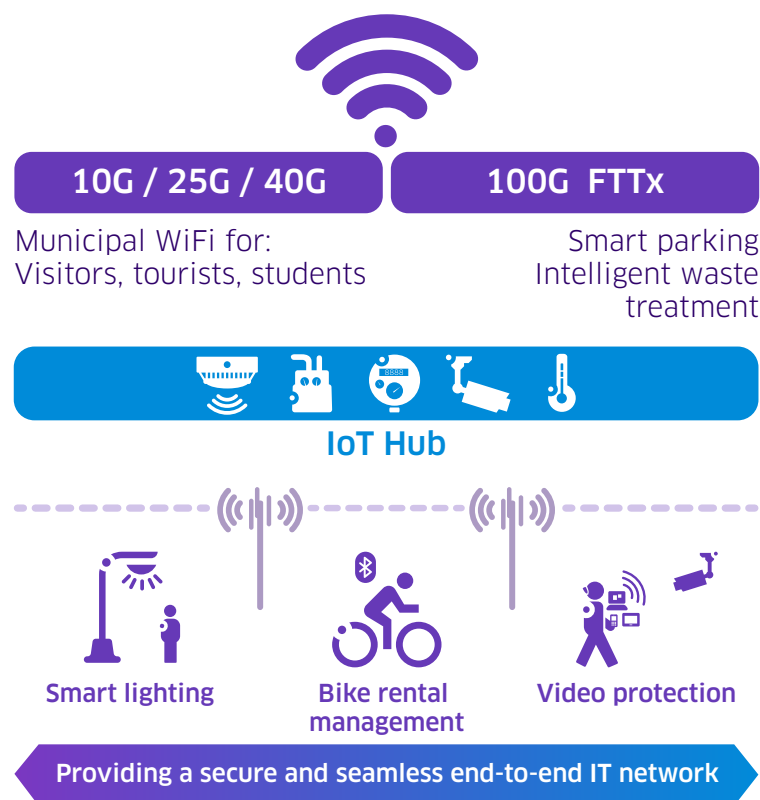 10G / 25G / 40G
100G FTTx
Municipal WiFi for:
Visitors, tourists, students
Smart parking
Intelligent waste
treatment
8888
IoT Hub
Smart lighting
Bike rental
management
Video protection
Providing a secure and seamless end-to-end IT network